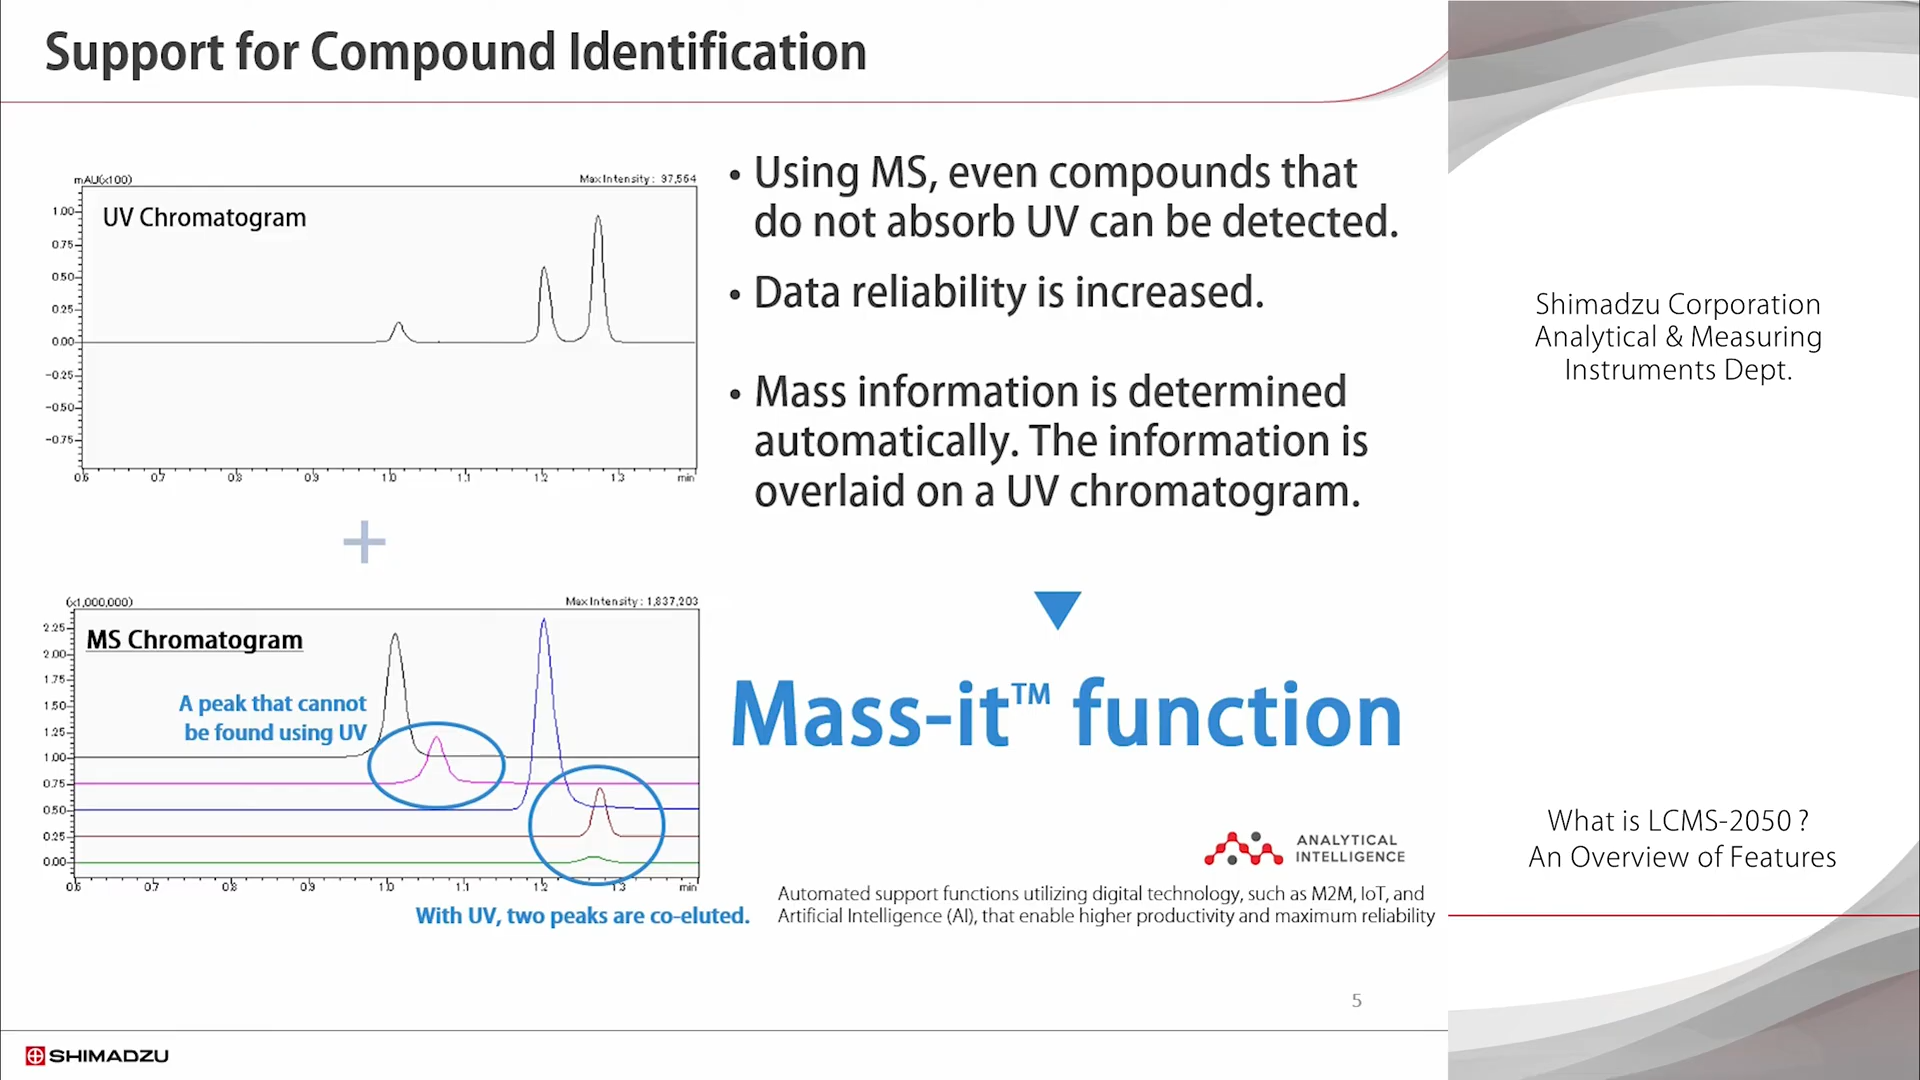 Support for Compound Identification
mAU(x100)
Max Intensity : 97,564
UV Chromatogram
1.00
0.75
0.50
0.25
0.00
-0.25
-0.50
-0.75
0.6 0.7 0.8 0.9 1.0 1.1 1.2 1.3 min
+
(x1,000,000)
Max Intensity : 1,837,203
MS Chromatogram
2.25
2.00
1.75
1.50
1.25
1.00
0.75
0.50
0.25
0.00
A peak that cannot
be found using UV
0.6 0.7 0.8 0.9 1.0 1.1 1.2 1.3 min
With UV, two peaks are co-eluted.
• Using MS, even compounds that
do not absorb UV can be detected.
• Data reliability is increased.
• Mass information is determined
automatically. The information is
overlaid on a UV chromatogram.
Mass-it™ function
ANALYTICAL
INTELLIGENCE
Automated support functions utilizing digital technology, such as M2M, IoT, and
Artificial Intelligence (AI), that enable higher productivity and maximum reliability
5
SHIMADZU
Shimadzu Corporation
Analytical & Measuring
Instruments Dept.
What is LCMS-2050 ?
An Overview of Features